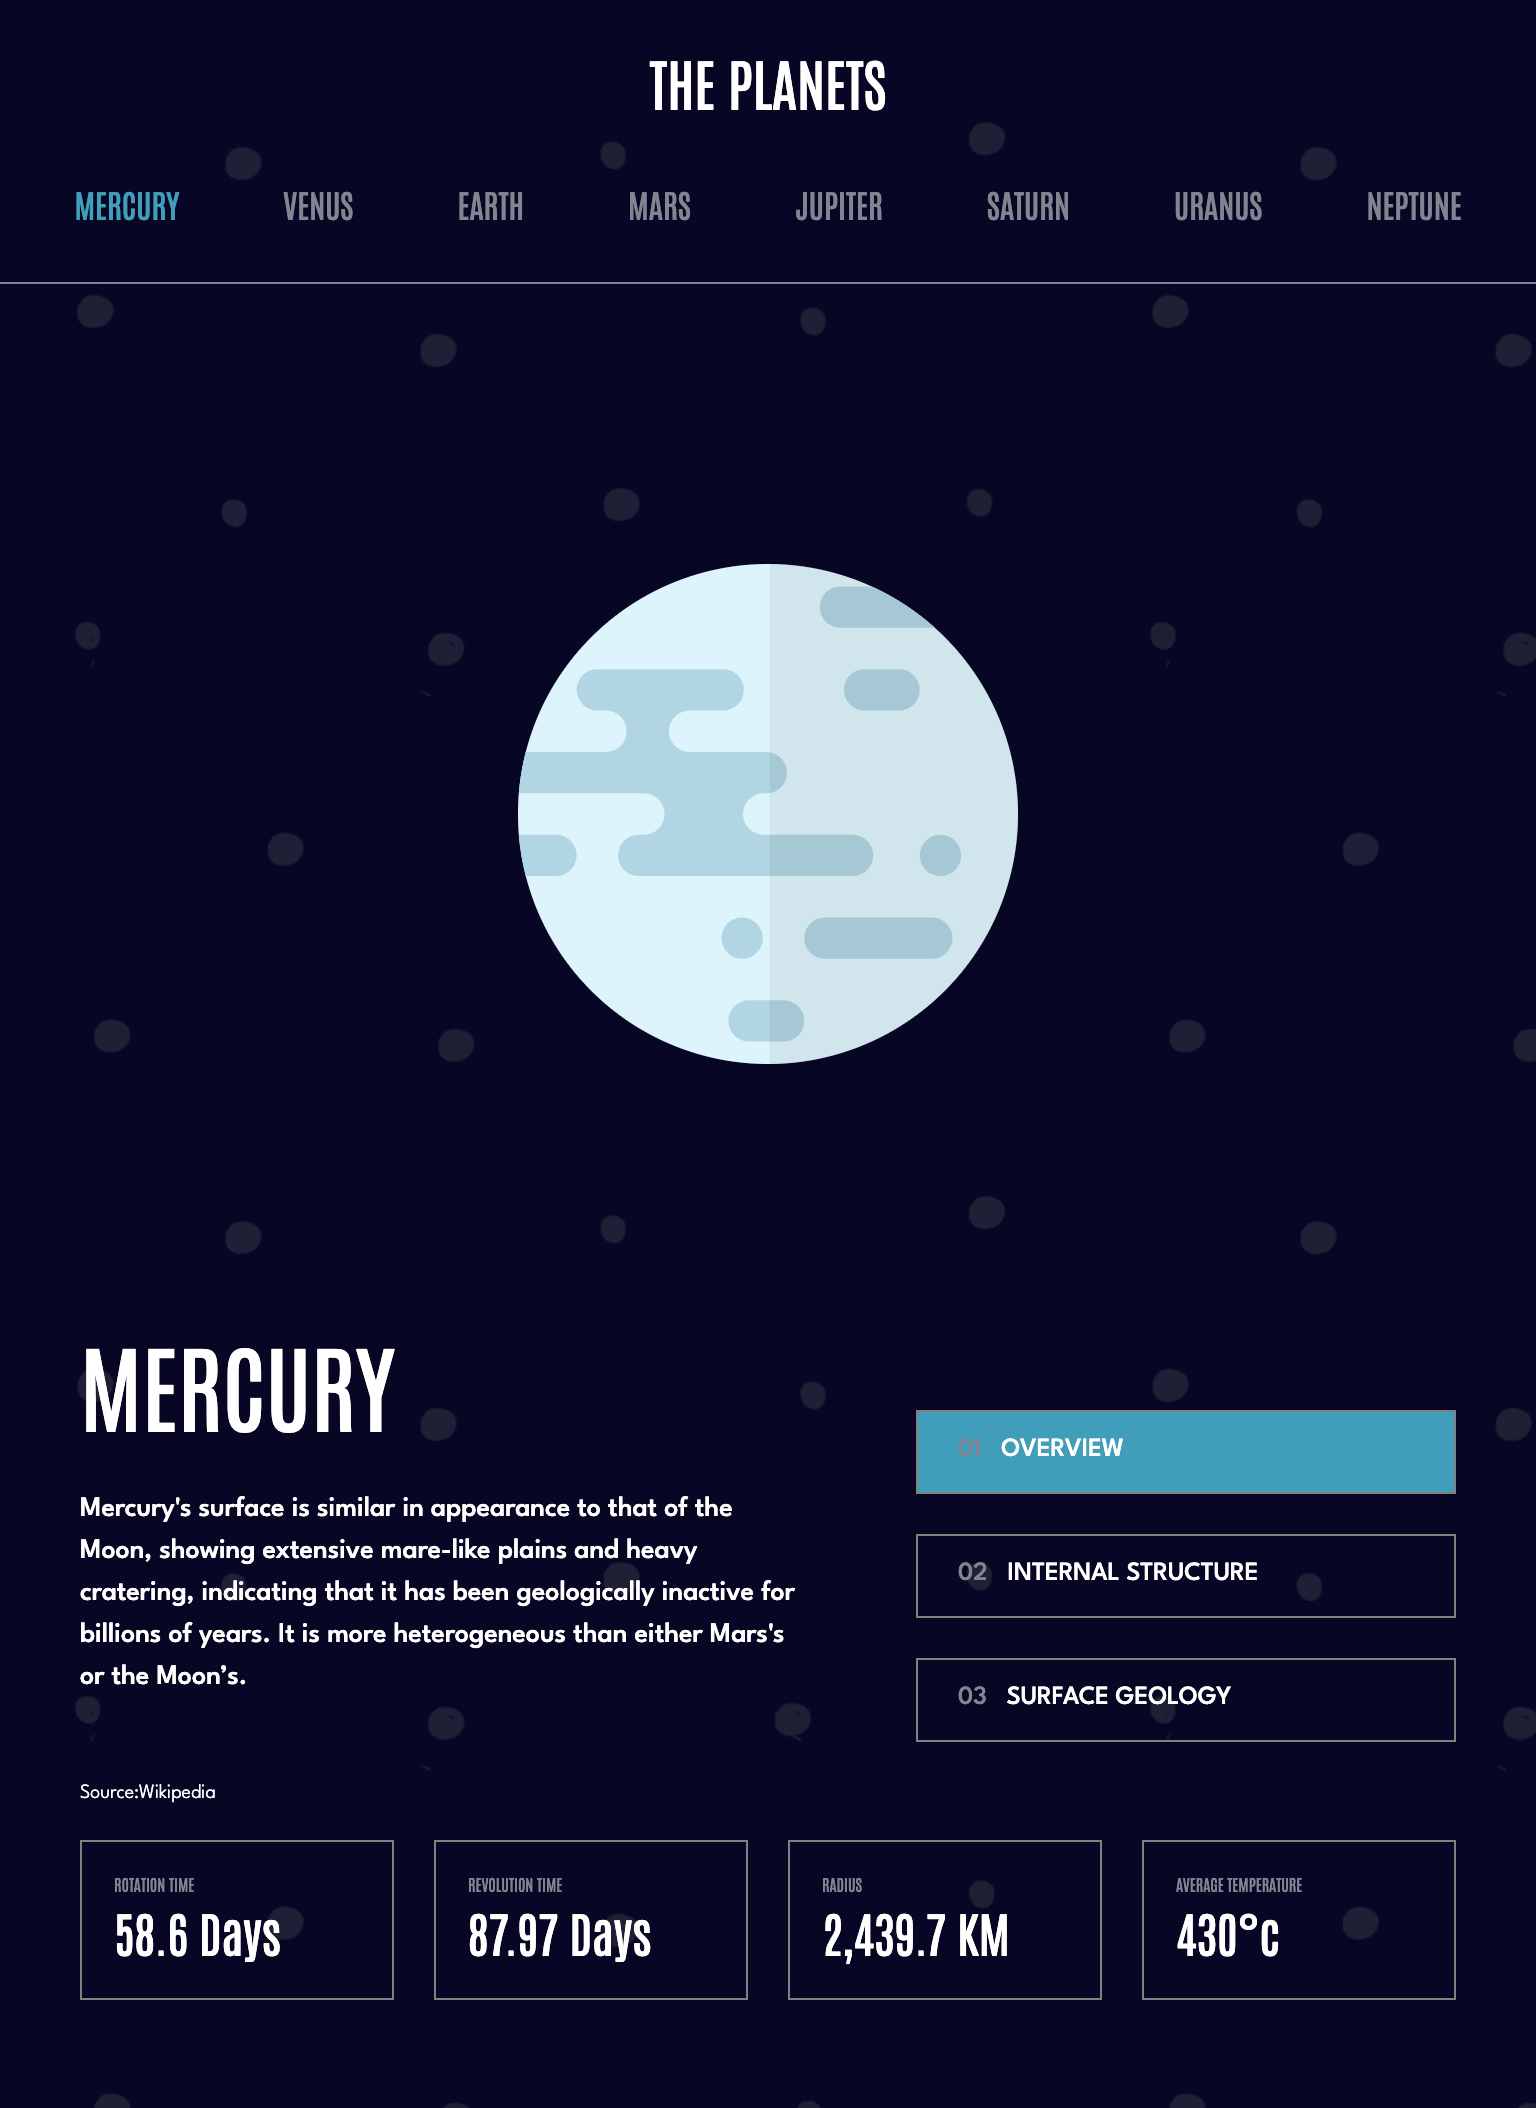 THE PLANETS
MERCURY VENUS EARTH MARS JUPITER SATURN URANUS NEPTUNE
MERCURY
Mercury's surface is similar in appearance to that of the
Moon, showing extensive mare-like plains and heavy
cratering, indicating that it has been geologically inactive for
billions of years. It is more heterogeneous than either Mars's
or the Moon’s.
Source:Wikipedia
01 OVERVIEW
02 INTERNAL STRUCTURE
03 SURFACE GEOLOGY
ROTATION TIME
58.6 Days
REVOLUTION TIME
87.97 Days
RADIUS
2,439.7 KM
AVERAGE TEMPERATURE
430°c